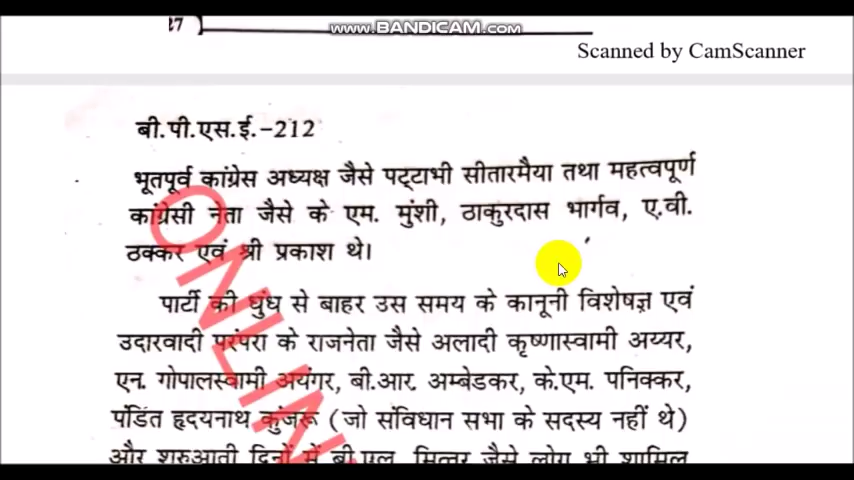 27
www.BANDICAM.com
Scanned by CamScanner
बी.पी.एस.ई.-212
भूतपूर्व कांग्रेस अध्यक्ष जैसे पट्टाभी सीतारमैया तथा महत्वपूर्ण
कांग्रेसी नेता जैसे के एम. मुंशी, ठाकुरदास भार्गव, ए.वी.
ठक्कर एवं श्री प्रकाश थे।
पार्टी की धुंध से बाहर उस समय के कानूनी विशेषज्ञ एवं
उदारवादी परंपरा के राजनेता जैसे अलादी कृष्णास्वामी अय्यर,
एन. गोपालस्वामी अयंगर, बी.आर. अम्बेडकर, के.एम. पनिक्कर,
पंडित हृदयनाथ कुंजरू (जो संविधान सभा के सदस्य नहीं थे)
और शुरुआती दिनों में बी.एल. मित्तर जैसे लोग भी शामिल
ONLIN